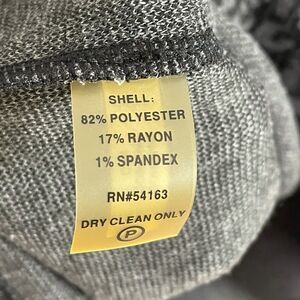 SHELL:
82% POLYESTER
17% RAYON
1% SPANDEX
RN#54163
DRY CLEAN ONLY
P